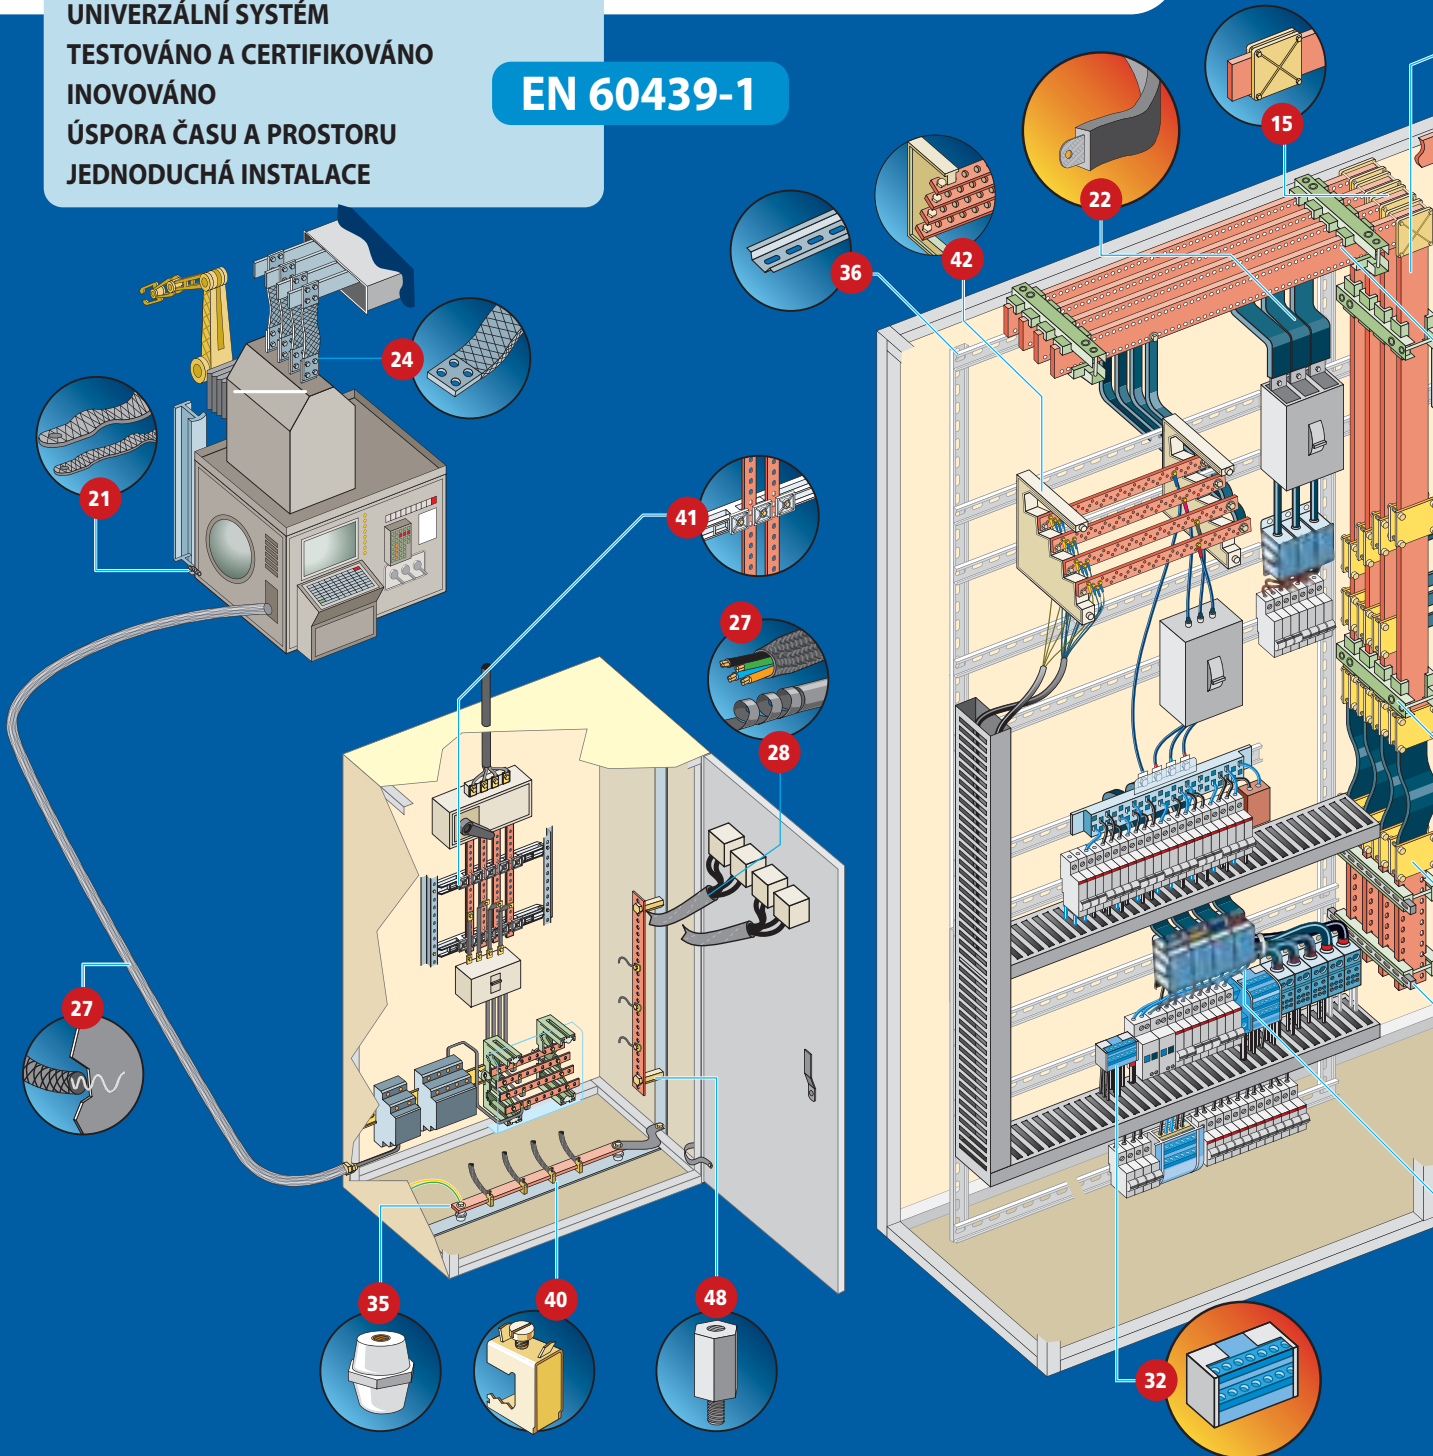 UNIVERZÁLNÍ SYSTÉM
TESTOVÁNO A CERTIFIKOVÁNO
INOVOVÁNO
ÚSPORA ČASU A PROSTORU
JEDNODUCHÁ INSTALACE
EN 60439-1
15
22
42
36
24
21
41
27
28
27
35
40
48
32